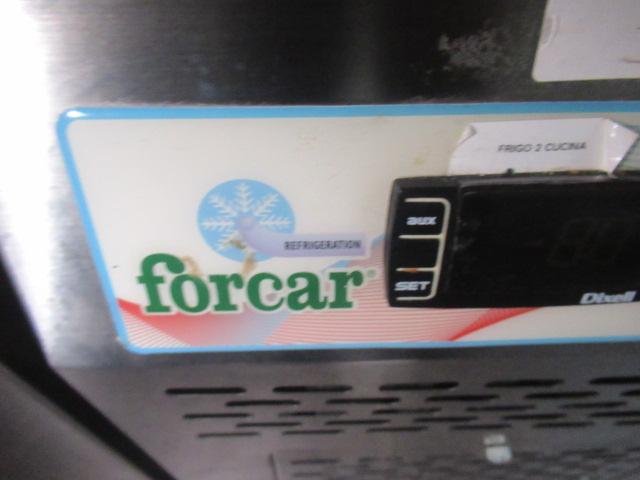 FRIGO 2 CUCINA
aux
REFRIGERATION
forcar
SET
Dixell